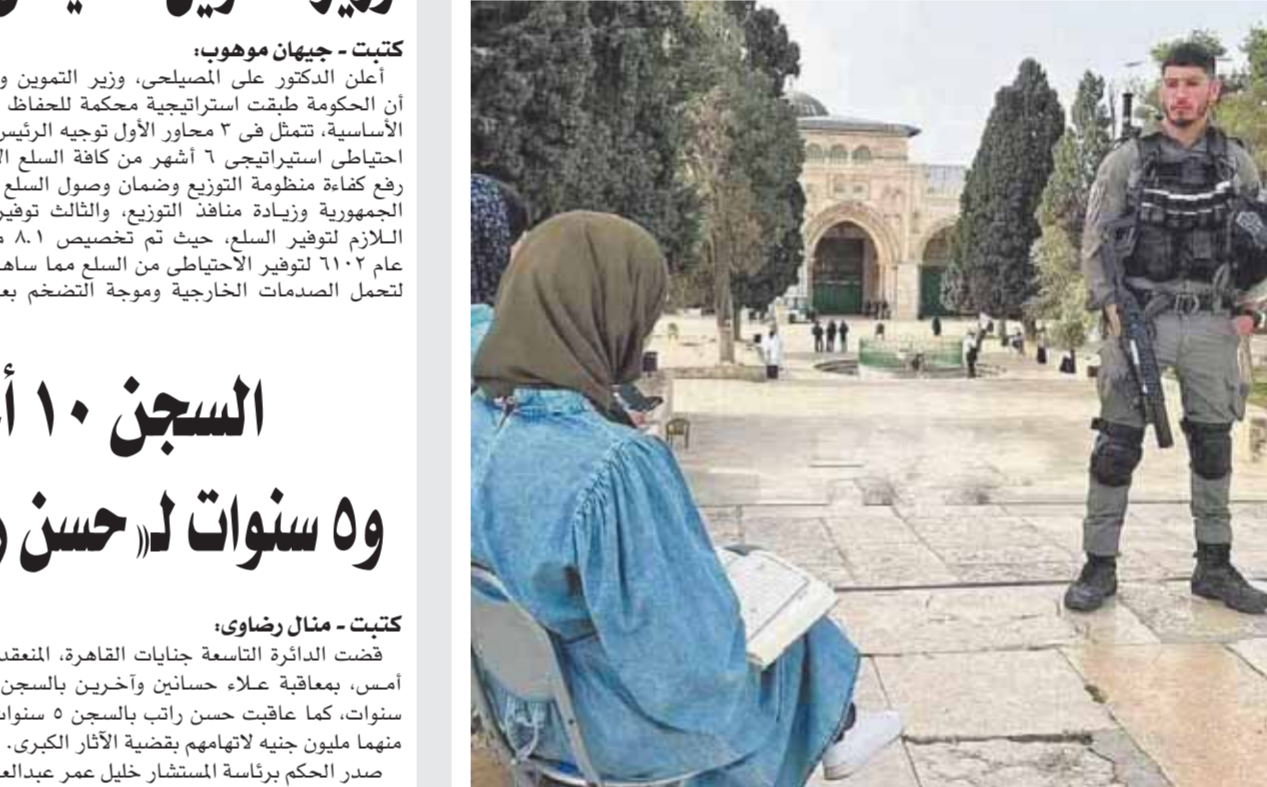 كتبت - جيهان موهوب:
أعلن الدكتور على المصيلحى، وزير التموين و
أن الحكومة طبقت استراتيجية محكمة للحفاظ
الأساسية، تتمثل فى ٣ محاور الأول توجيه الرئيس
احتياطى استيراتيجى ٦ أشهر من كافة السلع ال
رفع كفاءة منظومة التوزيع وضمان وصول السلع
الجمهورية وزيادة منافذ التوزيع، والثالث توفير
اللازم لتوفير السلع، حيث تم تخصيص ٨.١ م
عام ٦١٠٢ لتوفير الاحتياطى من السلع مما ساهـ
لتحمل الصدمات الخارجية وموجة التضخم بعـ
السجن ١٠ أ
و٥ سنوات لـ«حسن ر
كتبت - منال رضاوى:
قضت الدائرة التاسعة جنايات القاهرة، المنعقد
أمس، بمعاقبة علاء حسانين وآخرين بالسجن
سنوات، كما عاقبت حسن راتب بالسجن ٥ سنوات
منهما مليون جنيه لاتهامهم بقضية الآثار الكبرى.
صدر الحكم برئاسة المستشار خليل عمر عبدالعـ